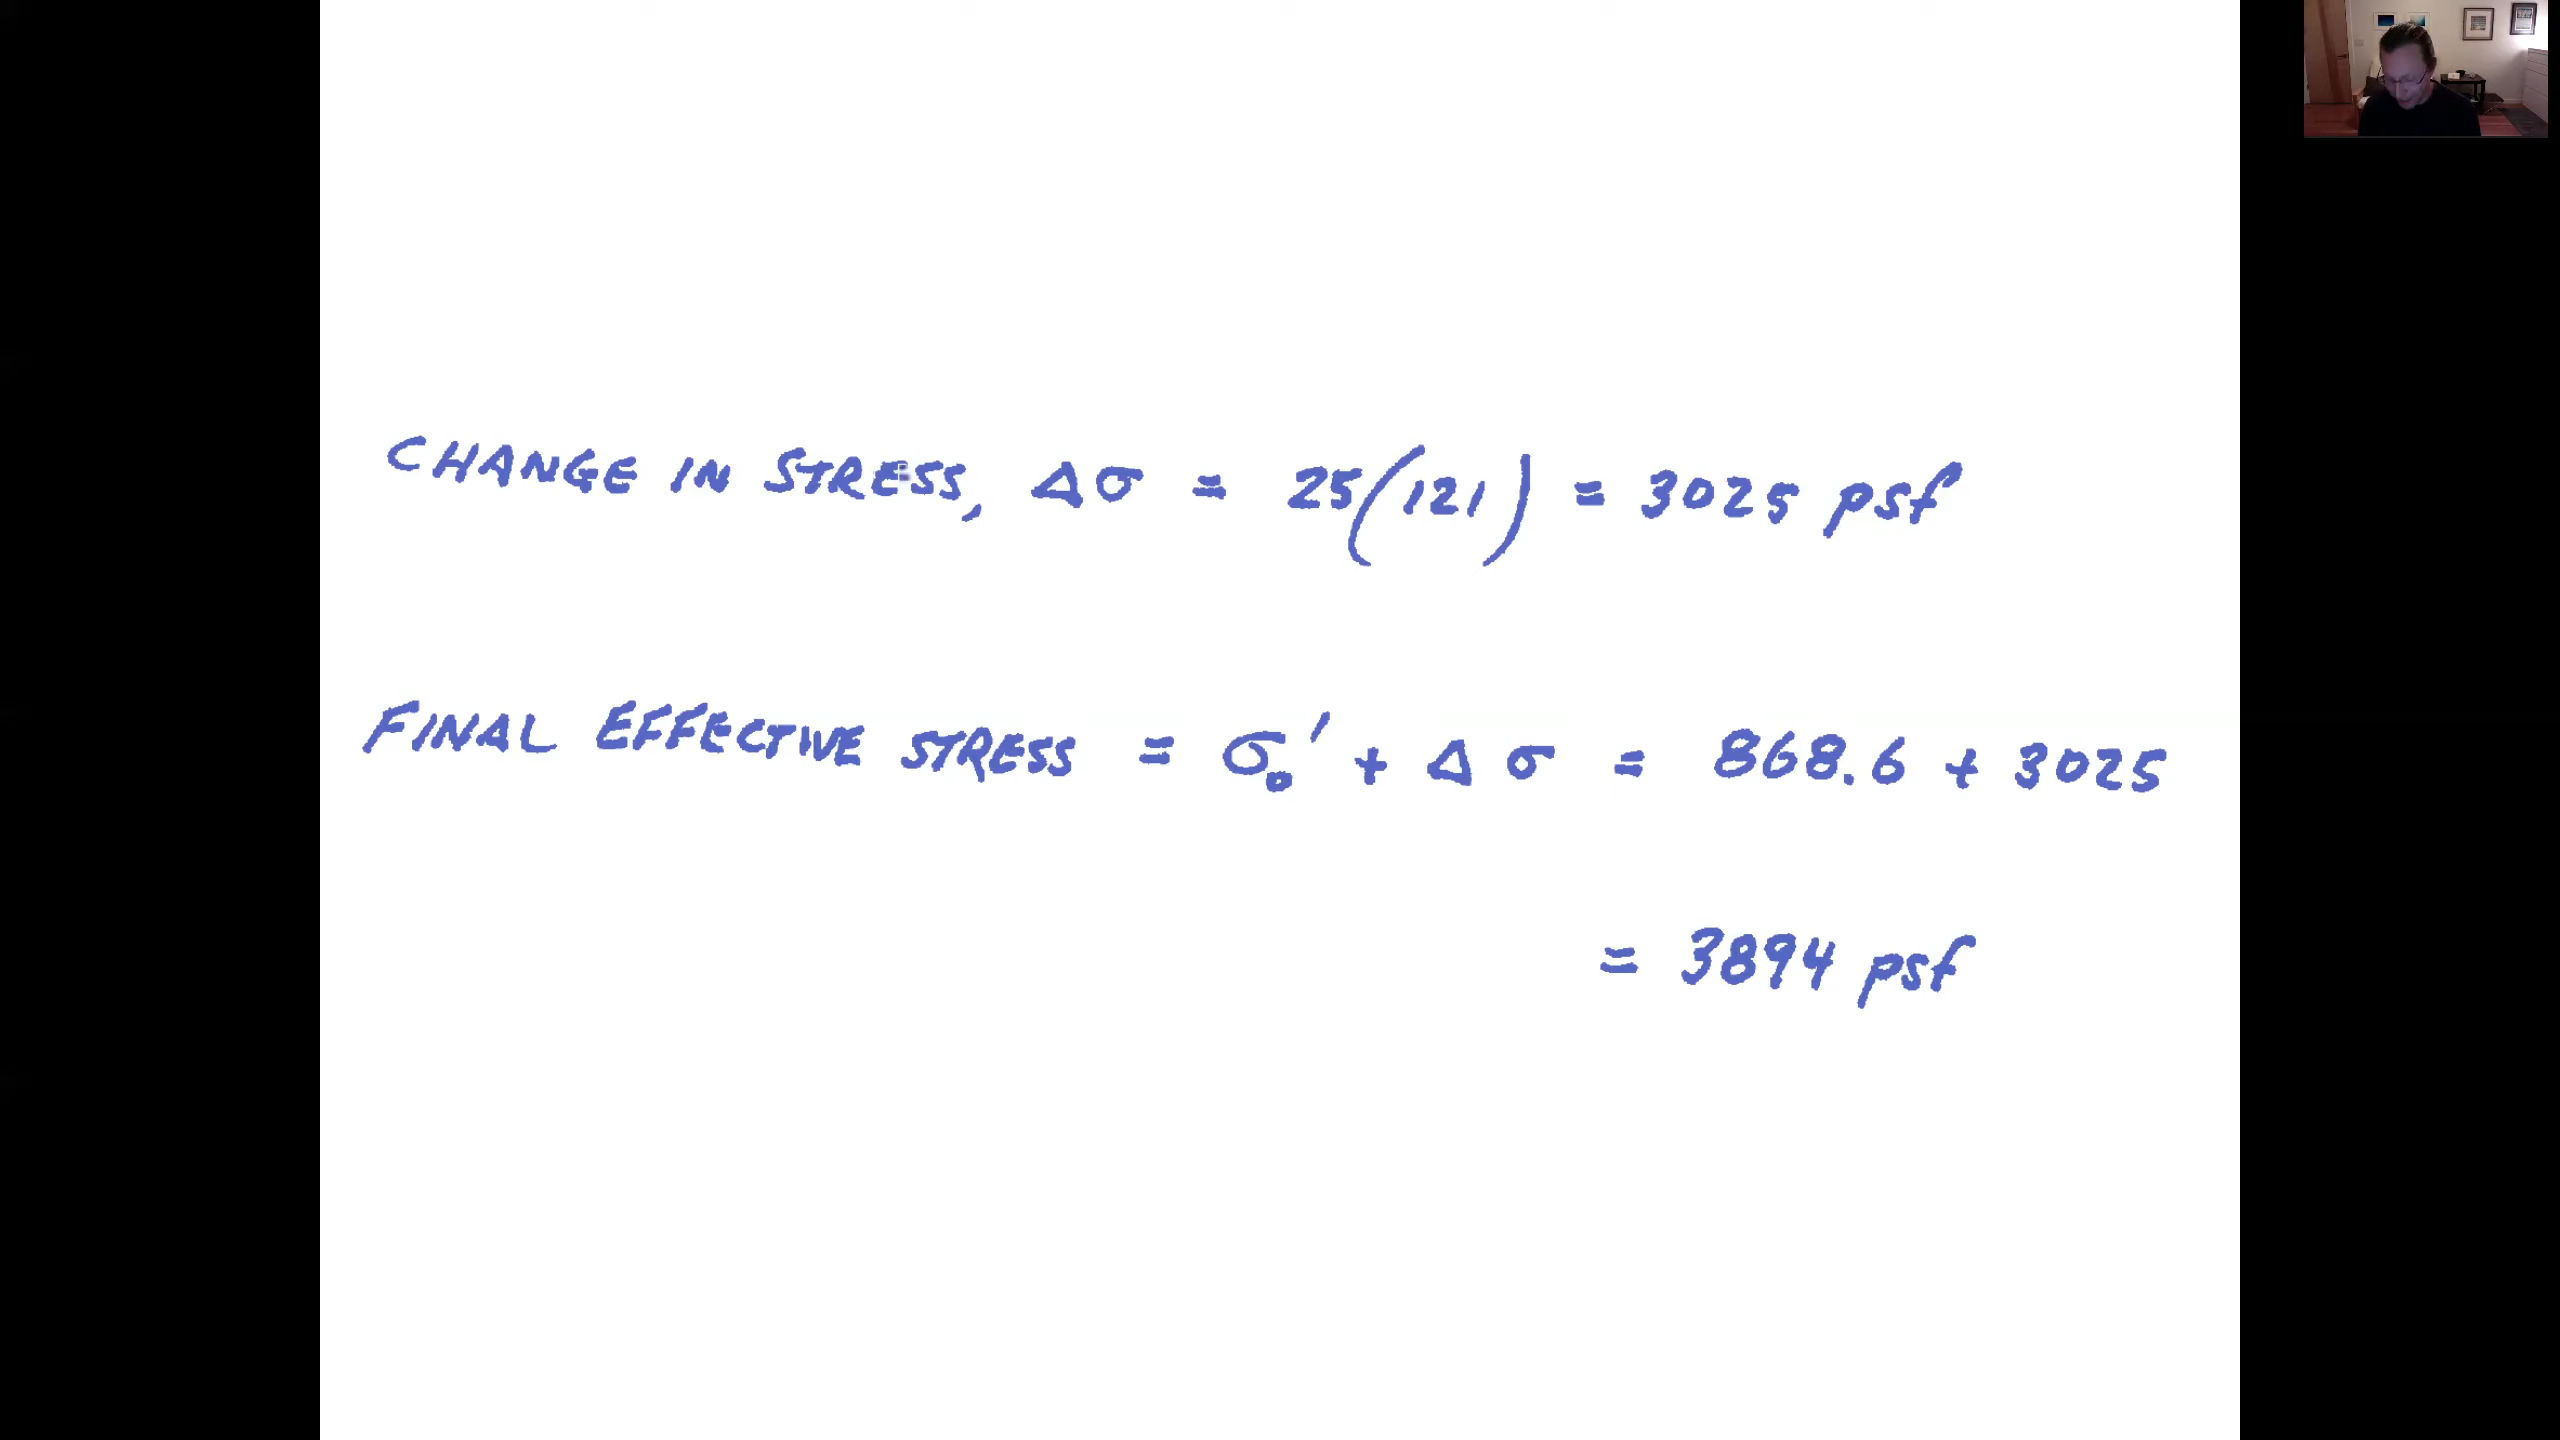 CHANGE IN STRESS, Δσ = 25(121) = 3025 psf
FINAL EFFECTIVE STRESS = σ₀' + Δσ = 868.6 + 3025
= 3894 psf